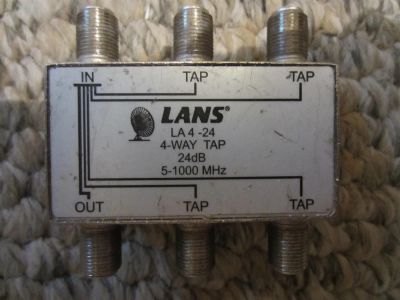 IN TAP TAP
LANS®
LA 4-24
4-WAY TAP
24dB
5-1000 MHz
OUT TAP TAP